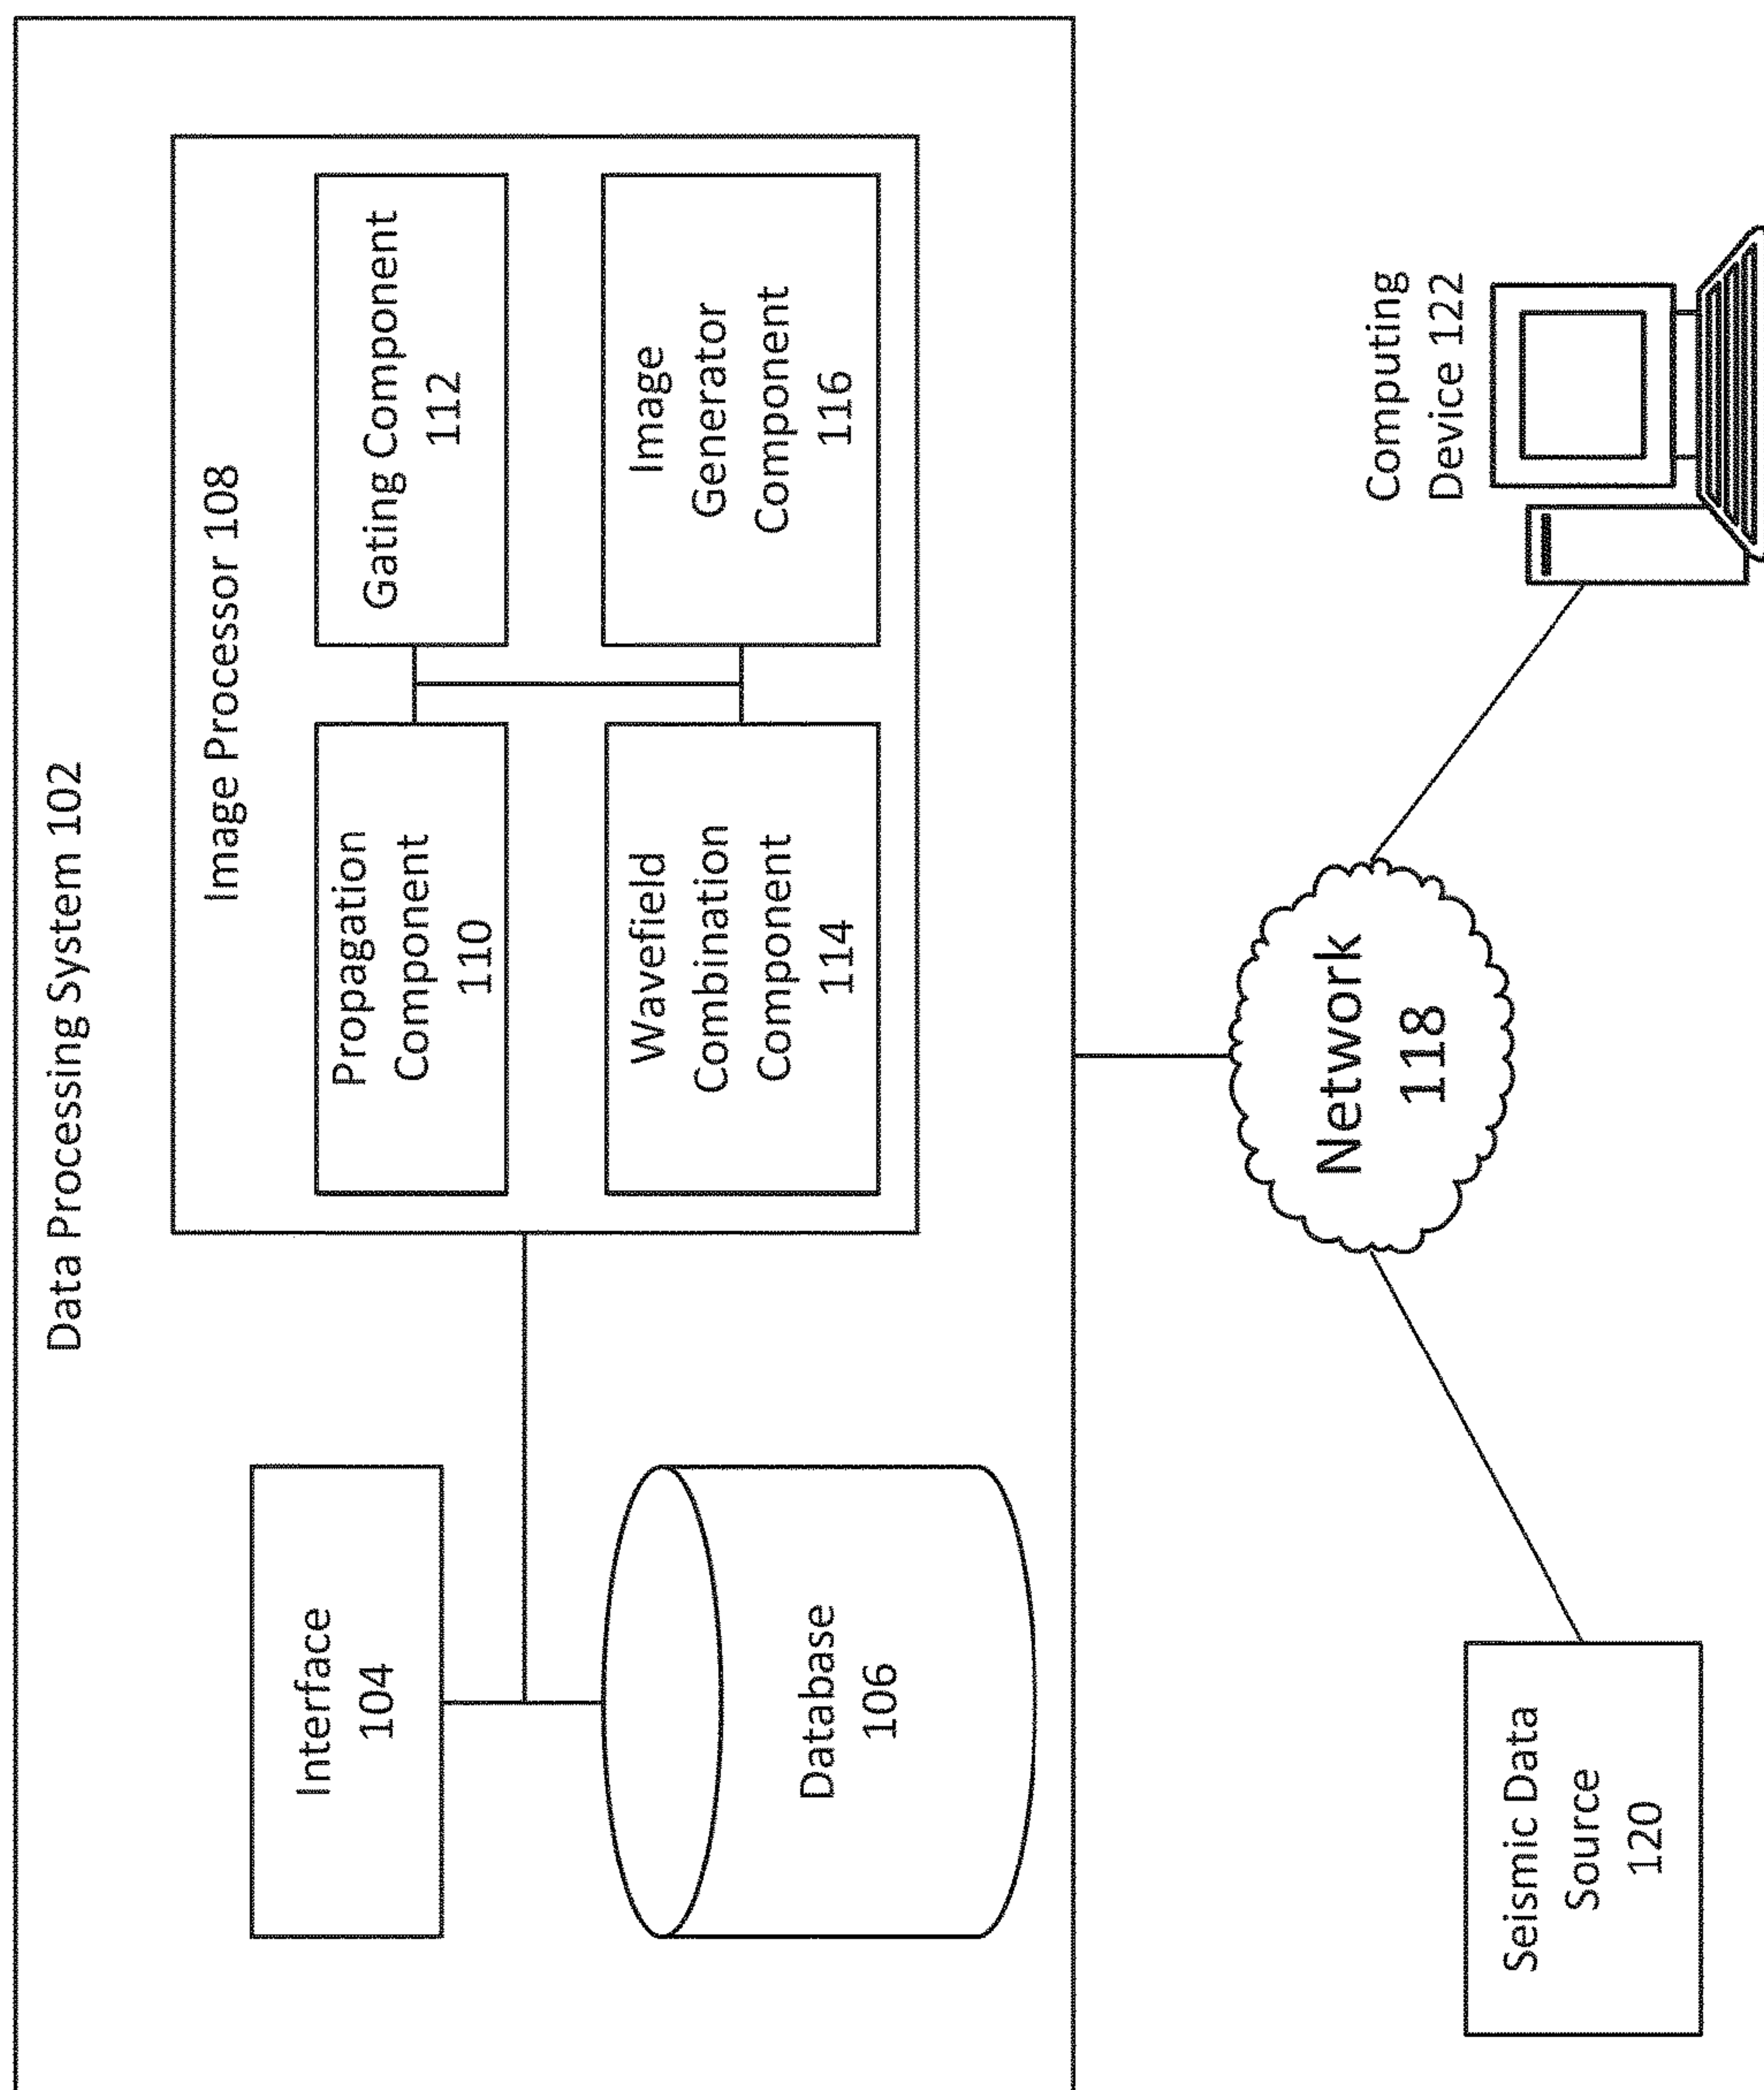 Data Processing System 102
Interface
104
Database
106
Image Processor 108
Propagation
Component
110
Gating Component
112
Wavefield
Combination
Component
114
Image
Generator
Component
116
Network
118
Seismic Data
Source
120
Computing
Device 122